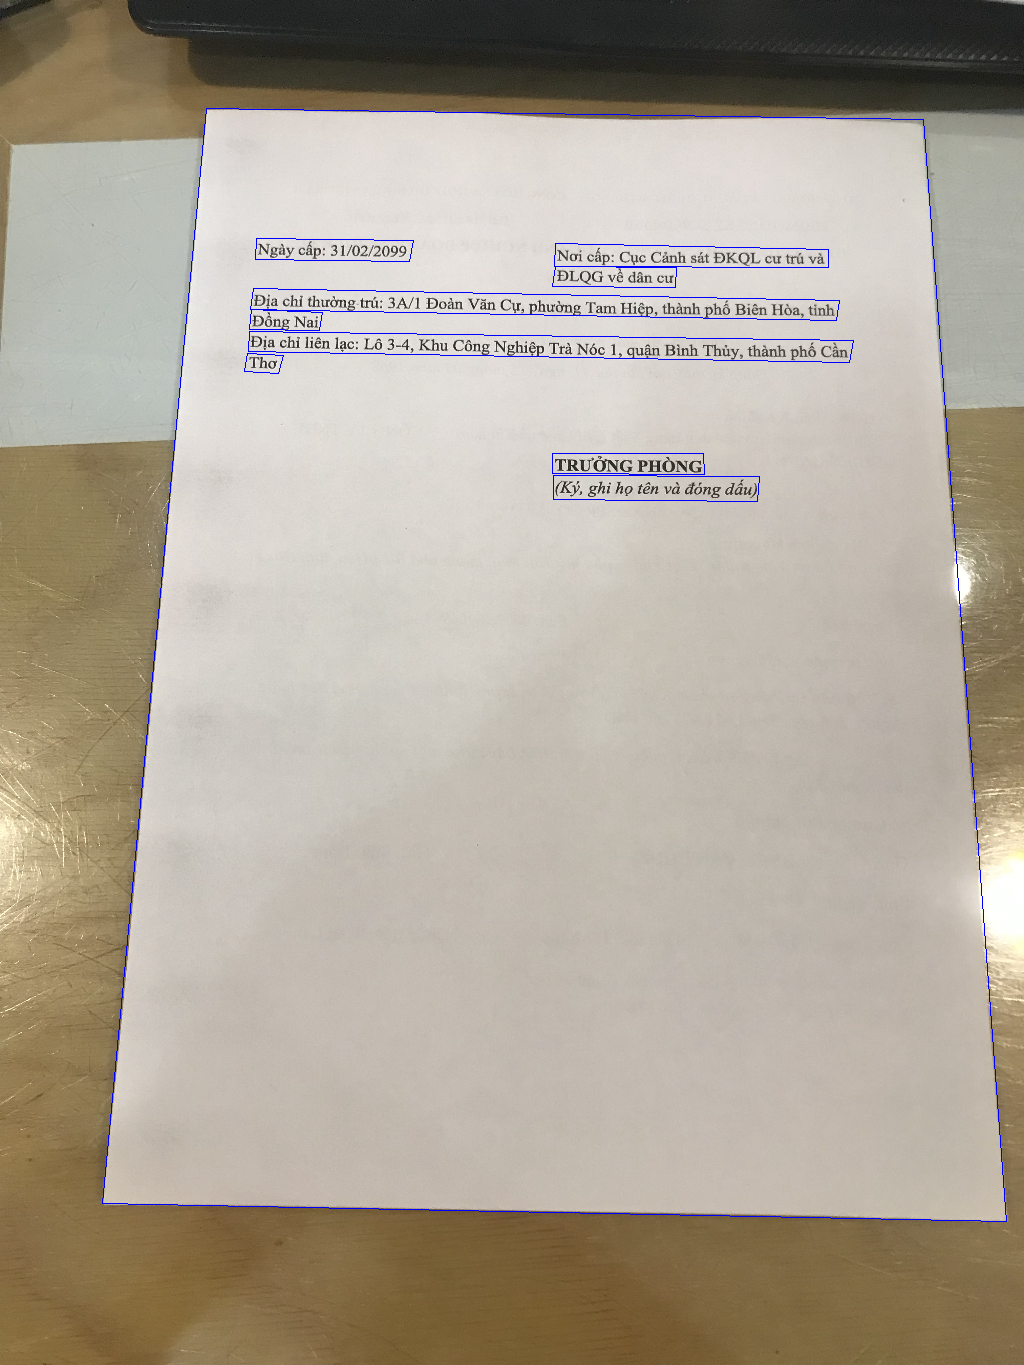 Ngày cấp: 31/02/2099
Nơi cấp: Cục Cảnh sát ĐKQL cư trú và
ĐLQG về dân cư
Địa chỉ thường trú: 3A/1 Đoàn Văn Cự, phường Tam Hiệp, thành phố Biên Hòa, tỉnh
Đồng Nai
Địa chỉ liên lạc: Lô 3-4, Khu Công Nghiệp Trà Nóc 1, quận Bình Thủy, thành phố Cần
Thơ
TRƯỞNG PHÒNG
(Ký, ghi họ tên và đóng dấu)